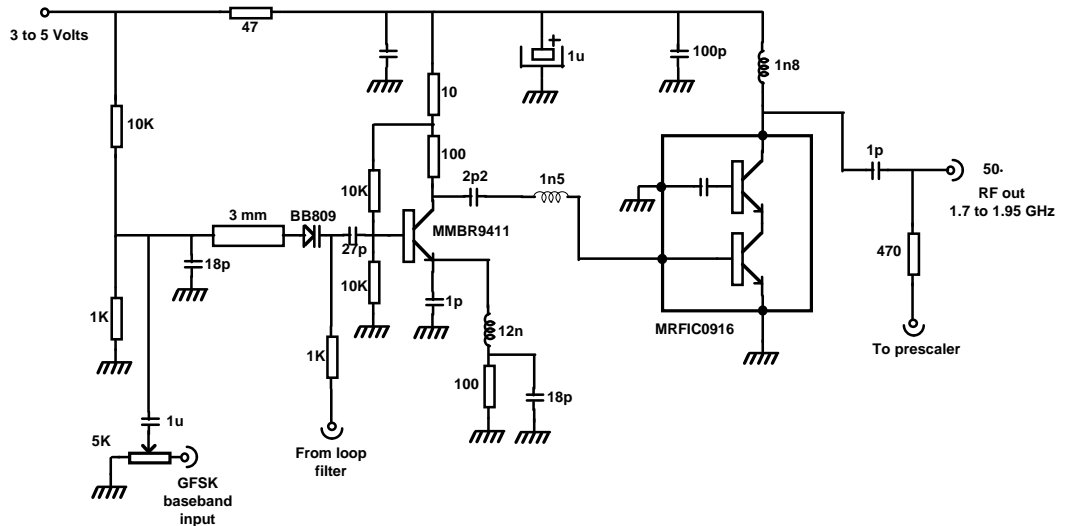 3 to 5 Volts
47
1u
100p
1n8
10
10K
100
10K
2p2
1n5
1p
50.
RF out
1.7 to 1.95 GHz
3 mm
BB809
27p
MMBR9411
18p
10K
470
1K
1p
12n
MRFIC0916
To prescaler
1K
100
18p
1u
5K
From loop
filter
GFSK
baseband
input